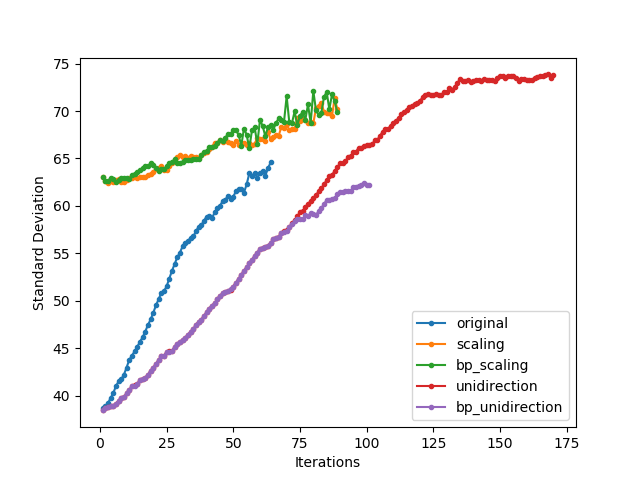 75
70
65
60
55
50
45
40
Standard Deviation
0 25 50 75 100 125 150 175
Iterations
original
scaling
bp_scaling
unidirection
bp_unidirection